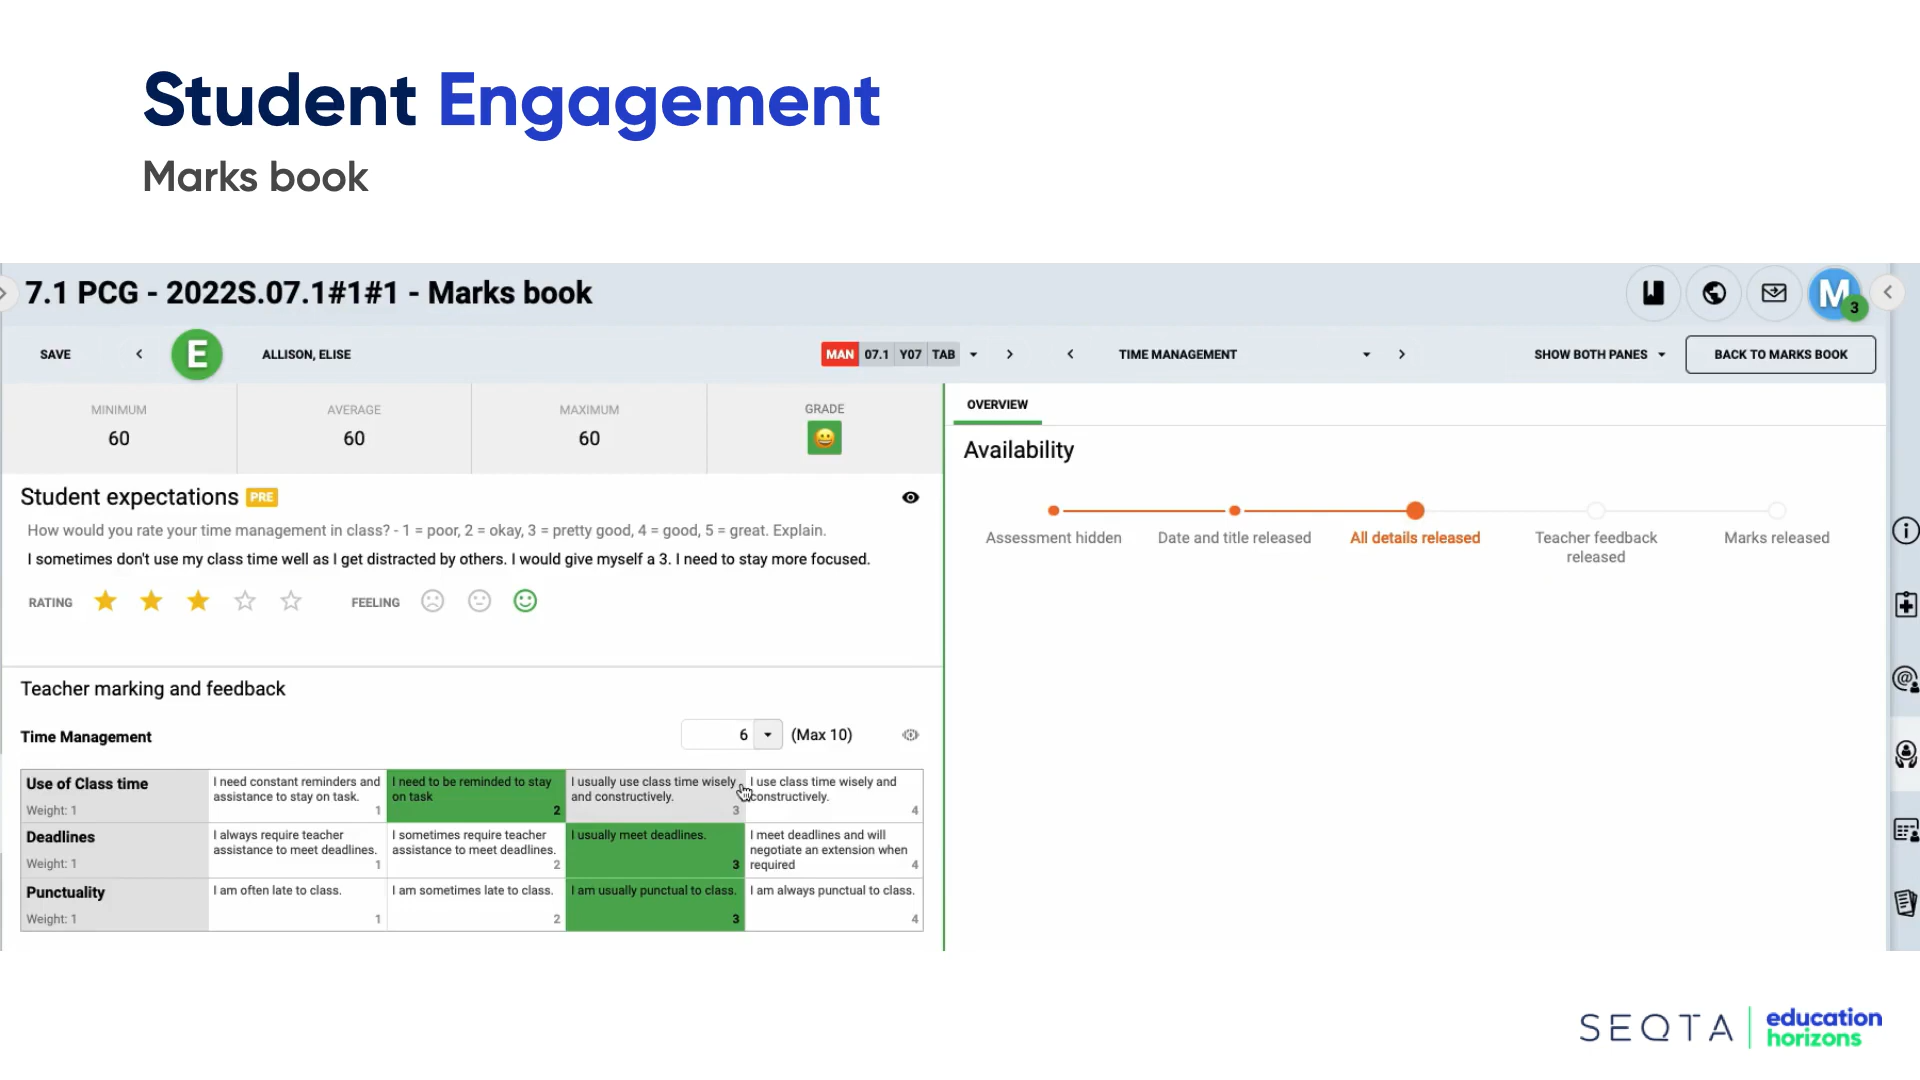 Student Engagement
Marks book
7.1 PCG - 2022S.07.1#1#1 - Marks book
M
3
SAVE
E
ALLISON, ELISE
MAN 07.1 Y07 TAB
TIME MANAGEMENT
SHOW BOTH PANES
BACK TO MARKS BOOK
MINIMUM
60
AVERAGE
60
MAXIMUM
60
GRADE
OVERVIEW
Availability
Assessment hidden
Date and title released
All details released
Teacher feedback
released
Marks released
Student expectations PRE
How would you rate your time management in class? - 1 = poor, 2 = okay, 3 = pretty good, 4 = good, 5 = great. Explain.
I sometimes don't use my class time well as I get distracted by others. I would give myself a 3. I need to stay more focused.
RATING
FEELING
Teacher marking and feedback
Time Management
6
(Max 10)
Use of Class time
Weight: 1
I need constant reminders and
assistance to stay on task.
1
I need to be reminded to stay
on task
2
I usually use class time wisely
and constructively.
3
I use class time wisely and
constructively.
4
Deadlines
Weight: 1
I always require teacher
assistance to meet deadlines.
1
I sometimes require teacher
assistance to meet deadlines.
2
I usually meet deadlines.
3
I meet deadlines and will
negotiate an extension when
required
4
Punctuality
Weight: 1
I am often late to class.
1
I am sometimes late to class.
2
I am usually punctual to class.
3
I am always punctual to class.
4
SEQTA
education
horizons